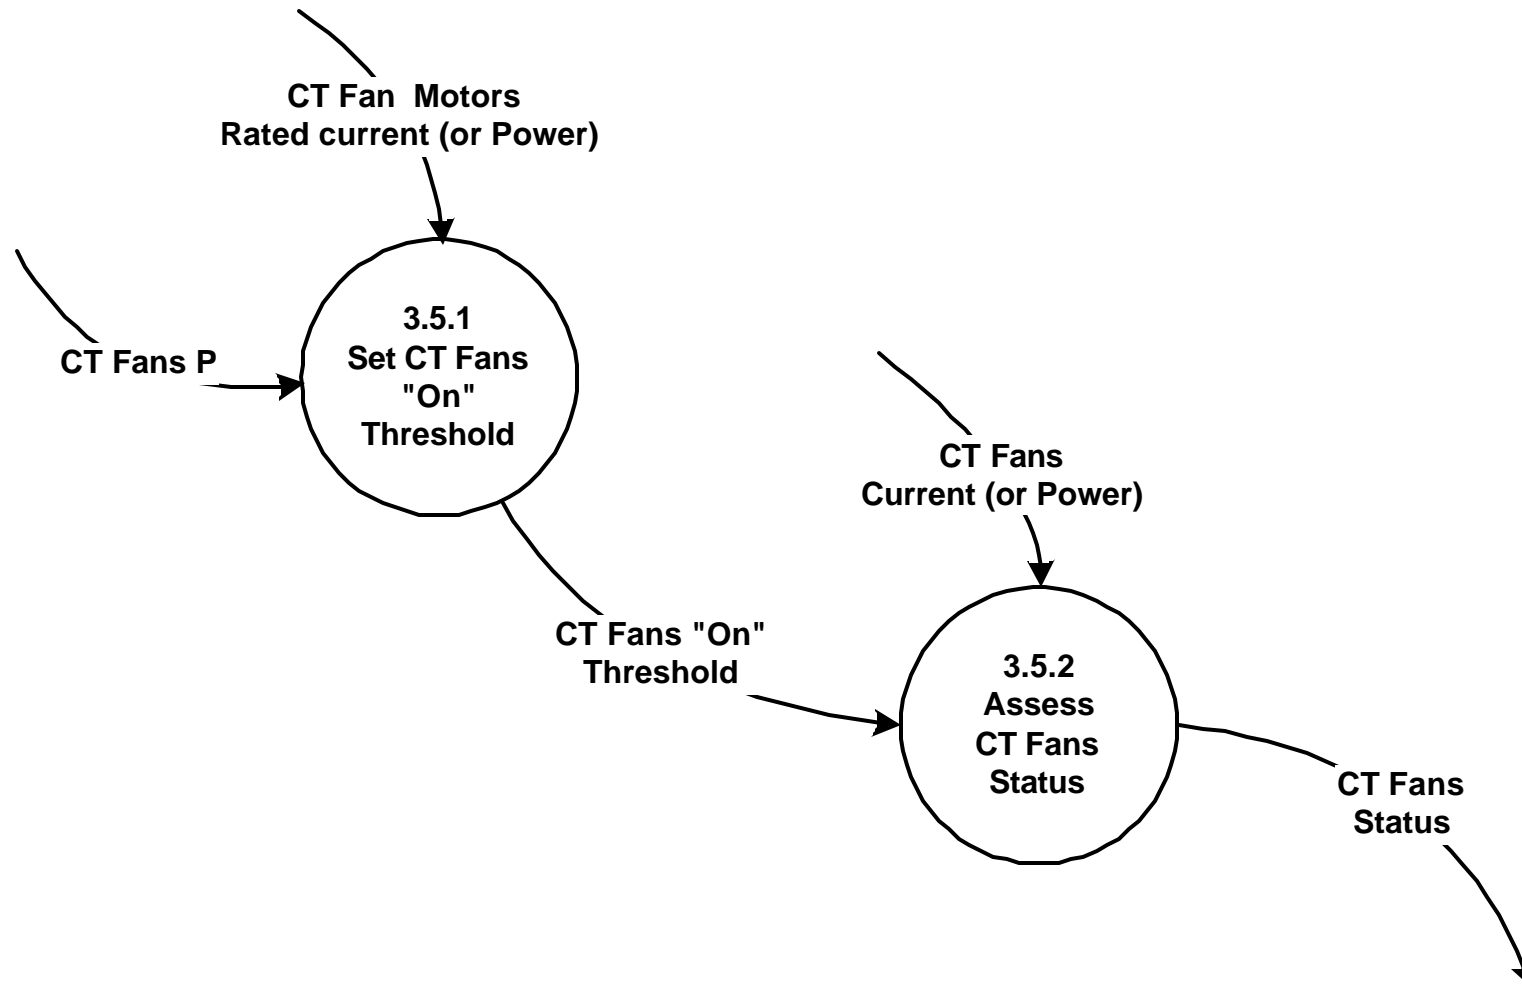 CT Fan Motors
Rated current (or Power)
CT Fans P
3.5.1
Set CT Fans
"On"
Threshold
CT Fans
Current (or Power)
CT Fans "On"
Threshold
3.5.2
Assess
CT Fans
Status
CT Fans
Status